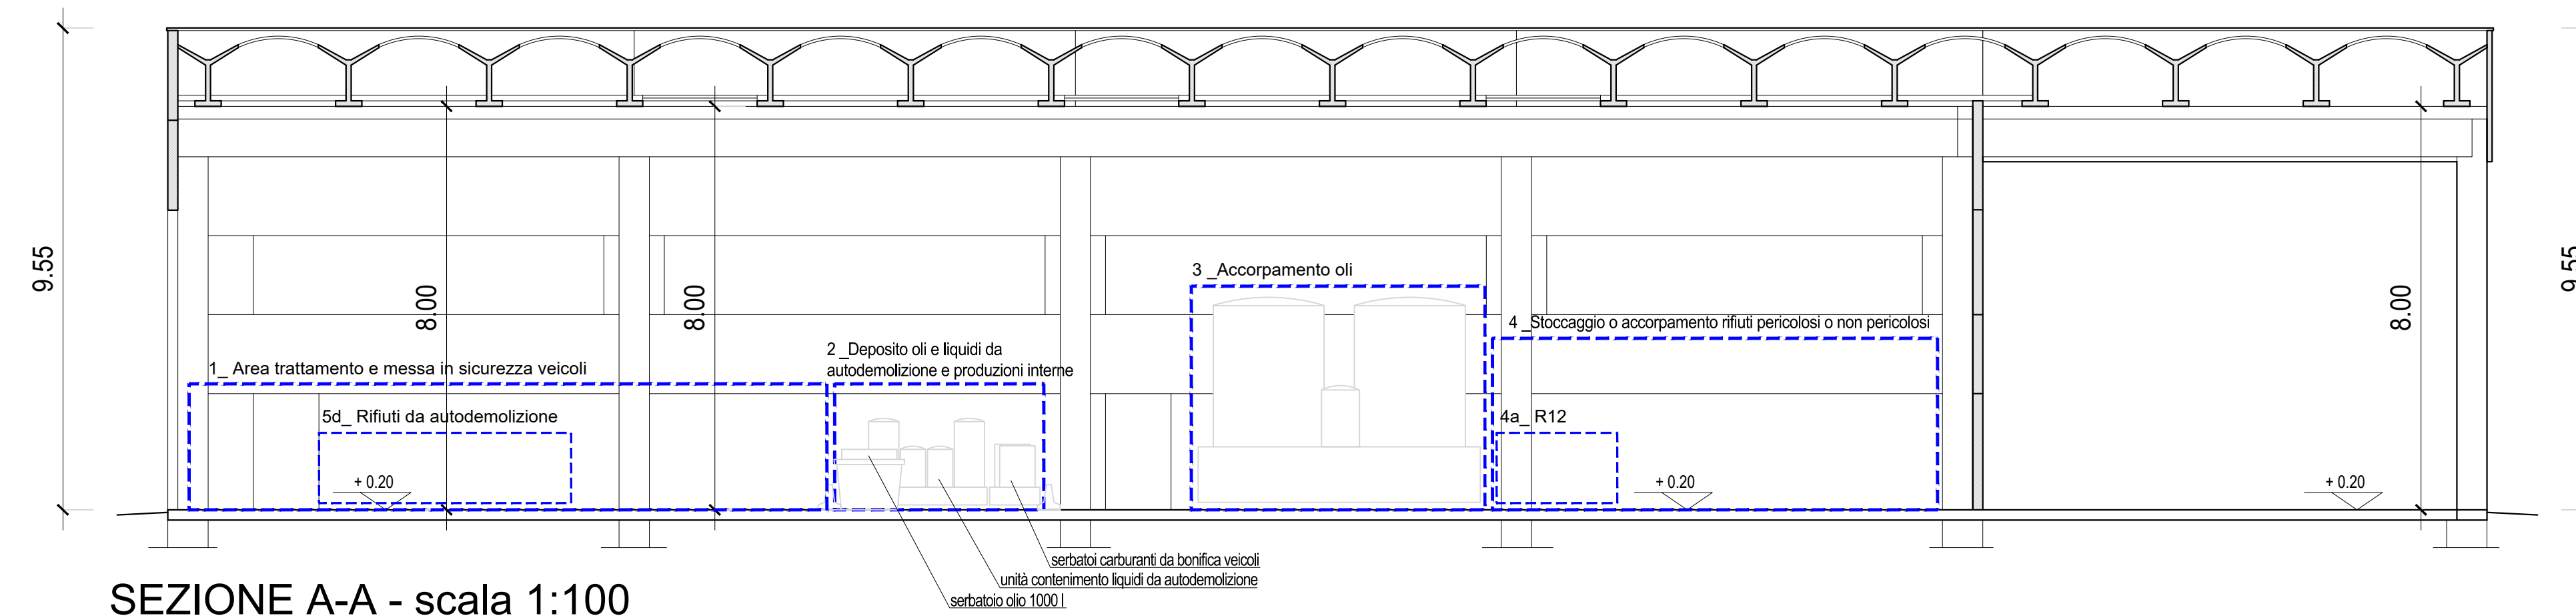 9.55
8.00
8.00
8.00
9.55
3 _Accorpamento oli
4 _Stoccaggio o accorpamento rifiuti pericolosi o non pericolosi
1_ Area trattamento e messa in sicurezza veicoli
2 _Deposito oli e liquidi da
autodemolizione e produzioni interne
5d_ Rifiuti da autodemolizione
4a_ R12
+ 0.20
+ 0.20
+ 0.20
serbatoi carburanti da bonifica veicoli
unità contenimento liquidi da autodemolizione
serbatoio olio 1000 l
SEZIONE A-A - scala 1:100